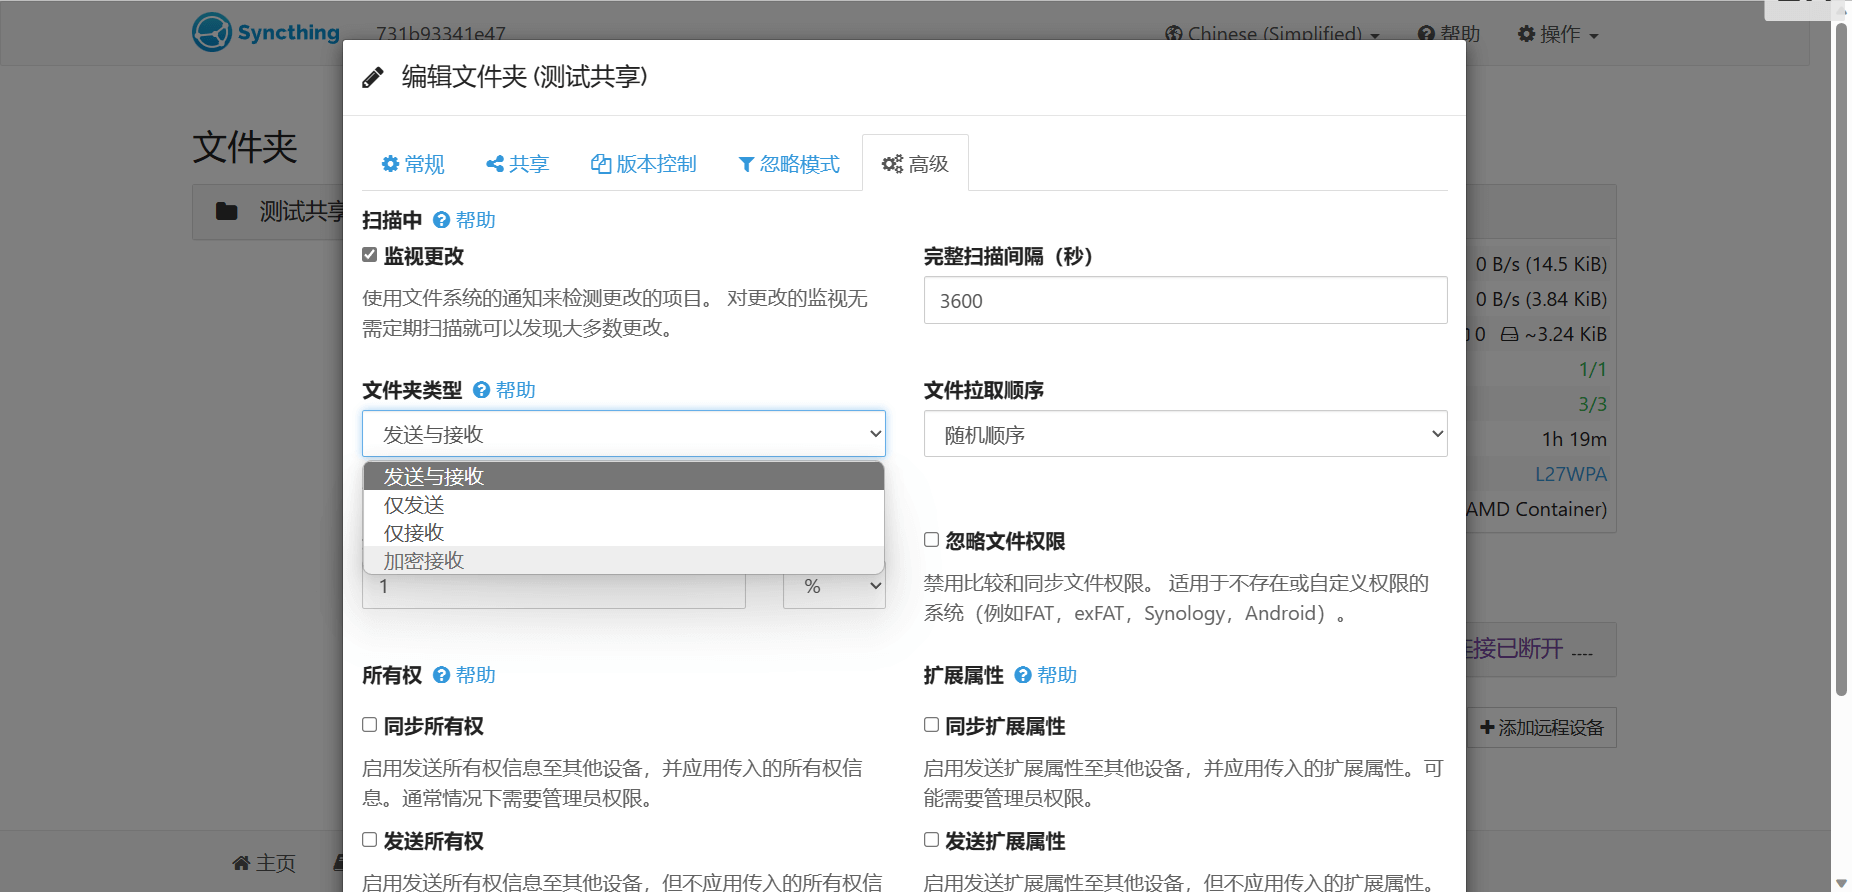 Syncthing
731b93341e47
Chinese (Simplified)
帮助
操作
编辑文件夹 (测试共享)
文件夹
测试共享
常规
共享
版本控制
忽略模式
高级
扫描中 帮助
监视更改
使用文件系统的通知来检测更改的项目。 对更改的监视无
需定期扫描就可以发现大多数更改。
完整扫描间隔（秒）
3600
文件夹类型 帮助
发送与接收
发送与接收
仅发送
仅接收
加密接收
1
%
文件拉取顺序
随机顺序
忽略文件权限
禁用比较和同步文件权限。 适用于不存在或自定义权限的
系统（例如FAT，exFAT，Synology，Android）。
所有权 帮助
同步所有权
启用发送所有权信息至其他设备，并应用传入的所有权信
息。通常情况下需要管理员权限。
发送所有权
启用发送所有权信息至其他设备，但不应用传入的所有权信
扩展属性 帮助
同步扩展属性
启用发送扩展属性至其他设备，并应用传入的扩展属性。可
能需要管理员权限。
发送扩展属性
启用发送扩展属性至其他设备，但不应用传入的扩展属性。
0 B/s (14.5 KiB)
0 B/s (3.84 KiB)
0 ~3.24 KiB
1/1
3/3
1h 19m
L27WPA
AMD Container)
接已断开
添加远程设备
主页